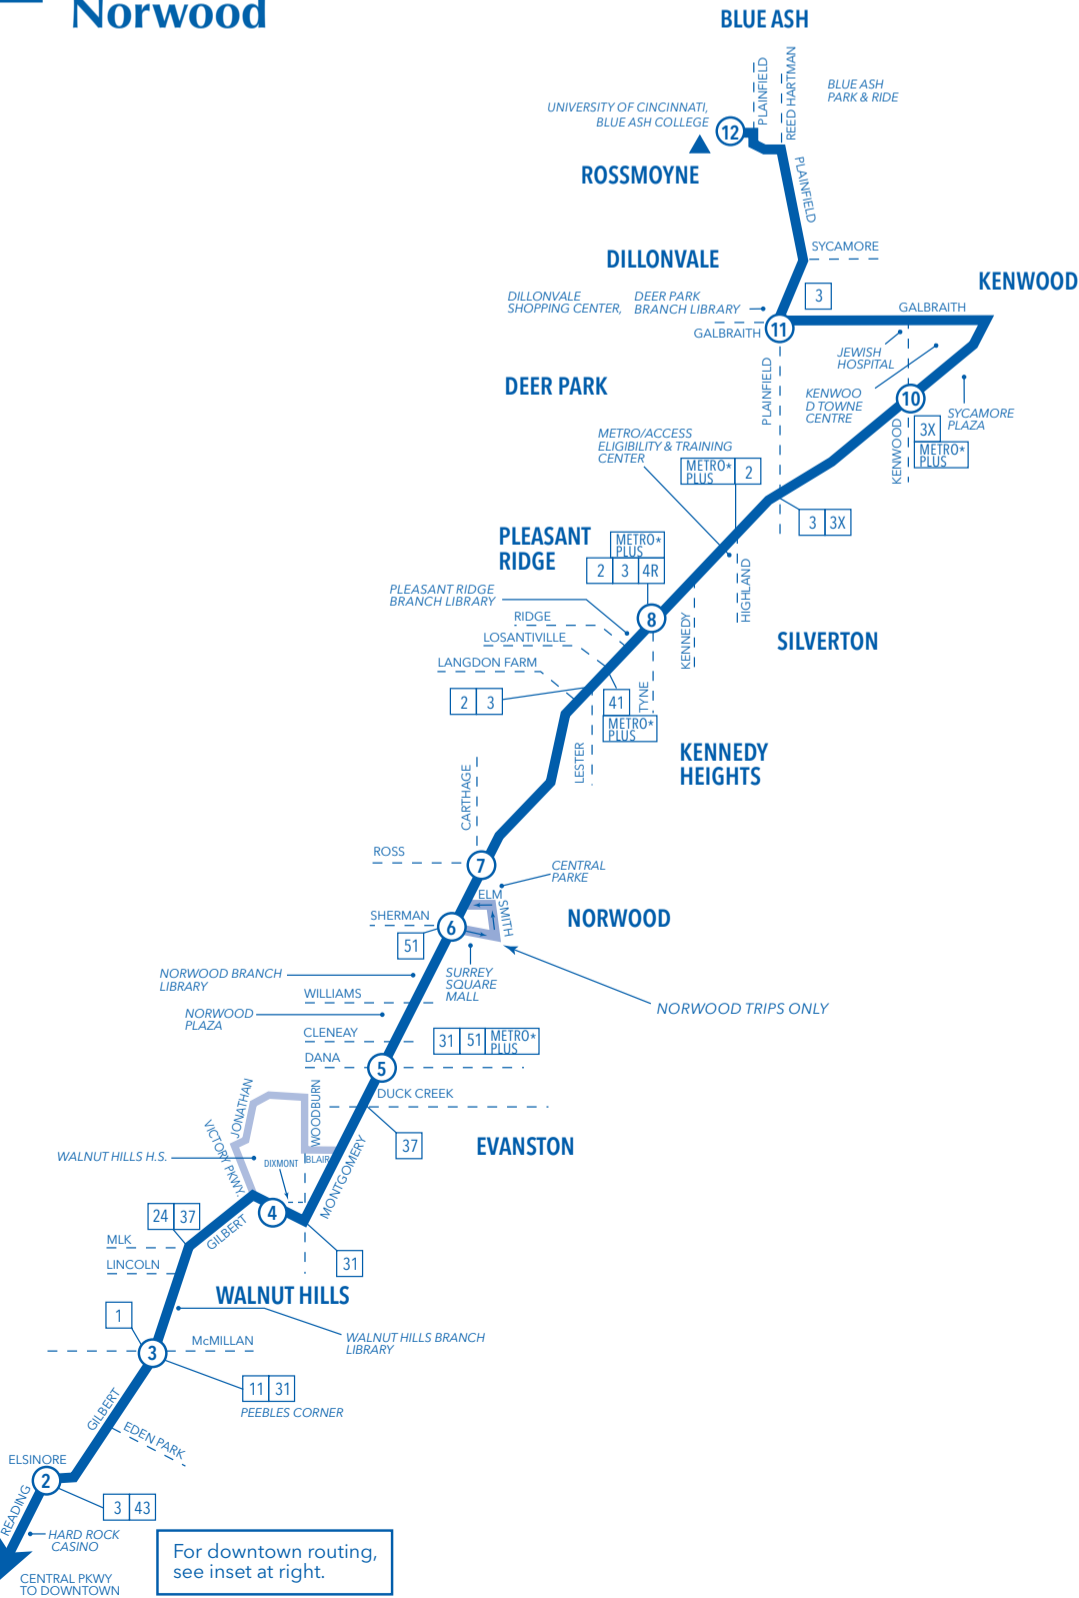 Norwood
BLUE ASH
PLAINFIELD
REED HARTMAN
BLUE ASH
PARK & RIDE
UNIVERSITY OF CINCINNATI,
BLUE ASH COLLEGE
12
ROSSMOYNE
PLAINFIELD
SYCAMORE
DILLONVALE
KENWOOD
DILLONVALE
SHOPPING CENTER,
DEER PARK
BRANCH LIBRARY
3
GALBRAITH
GALBRAITH
11
JEWISH
HOSPITAL
PLAINFIELD
DEER PARK
KENWOO
D TOWNE
CENTRE
10
SYCAMORE
PLAZA
KENWOOD
3X
METRO*
PLUS
METRO/ACCESS
ELIGIBILITY & TRAINING
CENTER
METRO*
PLUS
2
3 3X
PLEASANT
RIDGE
METRO*
PLUS
2 3 4R
HIGHLAND
PLEASANT RIDGE
BRANCH LIBRARY
8
RIDGE
KENNEDY
SILVERTON
LOSANTIVILLE
LANGDON FARM
2 3
41
METRO*
PLUS
TYNE
LESTER
KENNEDY
HEIGHTS
CARTHAGE
ROSS
7
CENTRAL
PARKE
ELM
SMITH
SHERMAN
6
NORWOOD
51
SURREY
SQUARE
MALL
NORWOOD BRANCH
LIBRARY
WILLIAMS
NORWOOD TRIPS ONLY
NORWOOD
PLAZA
CLENEAY
31 51 METRO*
PLUS
DANA
5
DUCK CREEK
JONATHAN
WOODBURN
VICTORY PKWY.
37
EVANSTON
WALNUT HILLS H.S.
DIXMONT
BLAIR
MONTGOMERY
4
24 37
GILBERT
MLK
31
LINCOLN
WALNUT HILLS
1
McMILLAN
WALNUT HILLS BRANCH
LIBRARY
3
11 31
PEEBLES CORNER
GILBERT
EDEN PARK
ELSINORE
2
3 43
READING
HARD ROCK
CASINO
For downtown routing,
see inset at right.
CENTRAL PKWY
TO DOWNTOWN